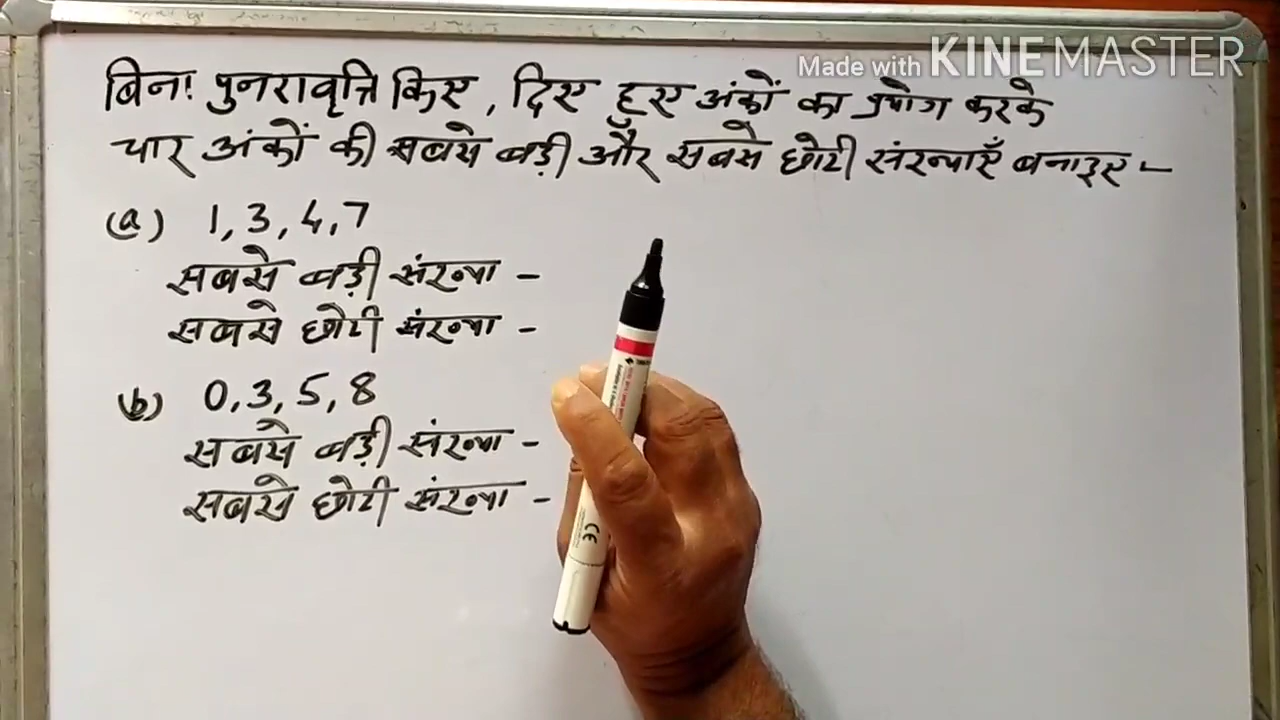 Made with KINEMASTER
बिना पुनरावृत्ति किए, दिए हुए अंकों का प्रयोग करके
चार अंकों की सबसे बड़ी और सबसे छोटी संख्याएँ बनाइए -
(a) 1, 3, 4, 7
सबसे बड़ी संख्या -
सबसे छोटी संख्या -
(b) 0, 3, 5, 8
सबसे बड़ी संख्या -
सबसे छोटी संख्या -
CE